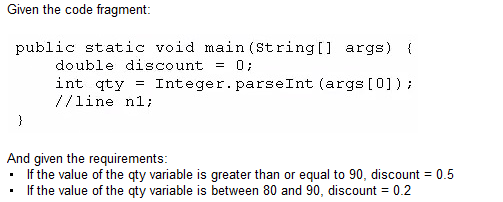 Given the code fragment:
public static void main(String[] args) {
double discount = 0;
int qty = Integer.parseInt(args[0]);
//line n1;
}
And given the requirements:
• If the value of the qty variable is greater than or equal to 90, discount = 0.5
• If the value of the qty variable is between 80 and 90, discount = 0.2